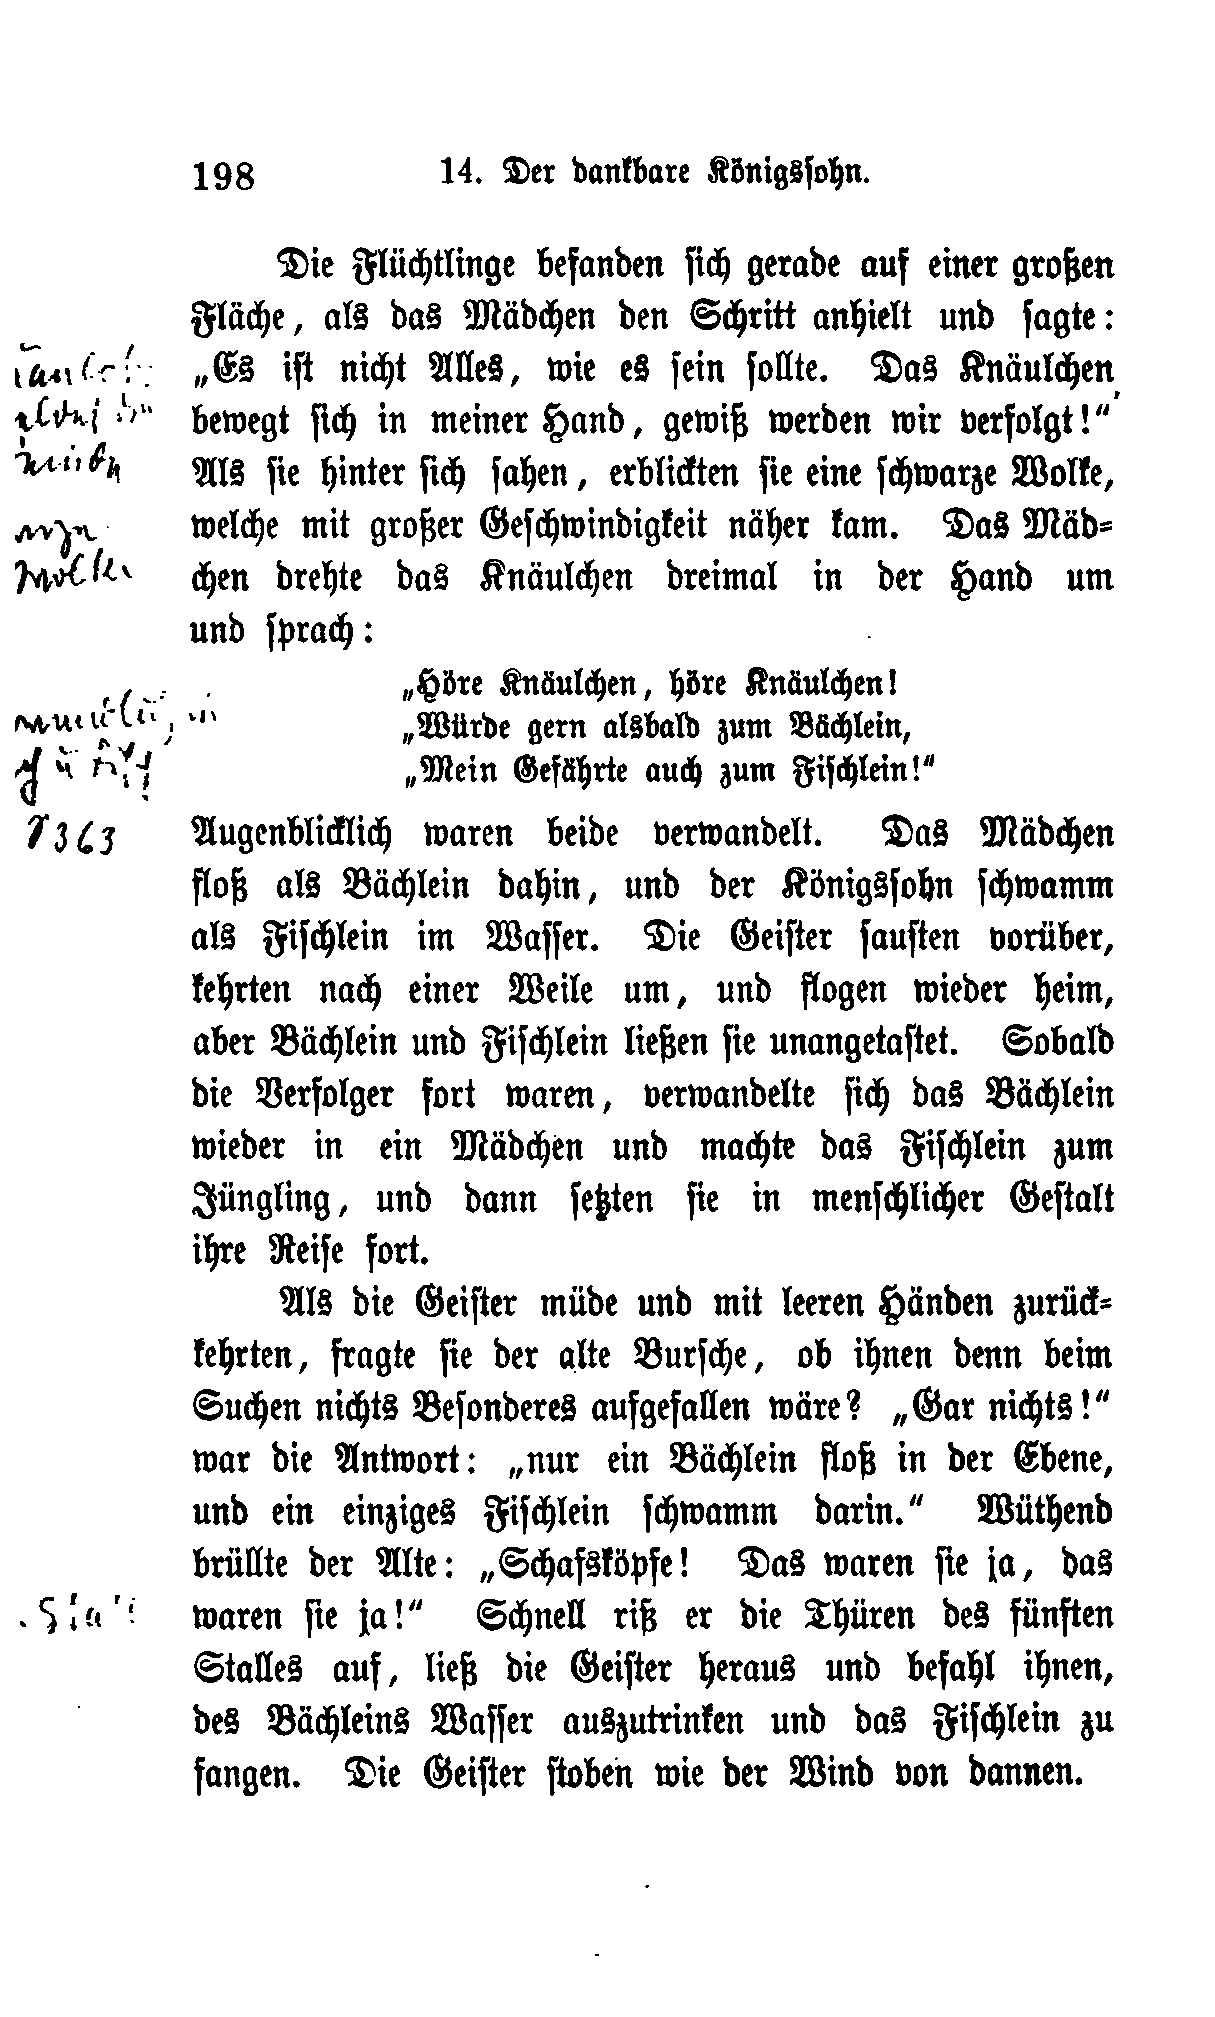 198 14. Der dankbare Königssohn.
Die Flüchtlinge befanden sich gerade auf einer großen
Fläche, als das Mädchen den Schritt anhielt und sagte:
„Es ist nicht Alles, wie es sein sollte. Das Knäulchen
bewegt sich in meiner Hand, gewiß werden wir verfolgt!“
Als sie hinter sich sahen, erblickten sie eine schwarze Wolke,
welche mit großer Geschwindigkeit näher kam. Das Mäd-
chen drehte das Knäulchen dreimal in der Hand um
und sprach:
„Höre Knäulchen, höre Knäulchen!
„Würde gern alsbald zum Bächlein,
„Mein Gefährte auch zum Fischlein!“
363
Augenblicklich waren beide verwandelt. Das Mädchen
floß als Bächlein dahin, und der Königssohn schwamm
als Fischlein im Wasser. Die Geister sausten vorüber,
kehrten nach einer Weile um, und flogen wieder heim,
aber Bächlein und Fischlein ließen sie unangetastet. Sobald
die Verfolger fort waren, verwandelte sich das Bächlein
wieder in ein Mädchen und machte das Fischlein zum
Jüngling, und dann setzten sie in menschlicher Gestalt
ihre Reise fort.
Als die Geister müde und mit leeren Händen zurück-
kehrten, fragte sie der alte Bursche, ob ihnen denn beim
Suchen nichts Besonderes aufgefallen wäre? „Gar nichts!“
war die Antwort: „nur ein Bächlein floß in der Ebene,
und ein einziges Fischlein schwamm darin.“ Wüthend
brüllte der Alte: „Schafsköpfe! Das waren sie ja, das
waren sie ja!“ Schnell riß er die Thüren des fünften
Stalles auf, ließ die Geister heraus und befahl ihnen,
des Bächleins Wasser auszutrinken und das Fischlein zu
fangen. Die Geister stoben wie der Wind von dannen.